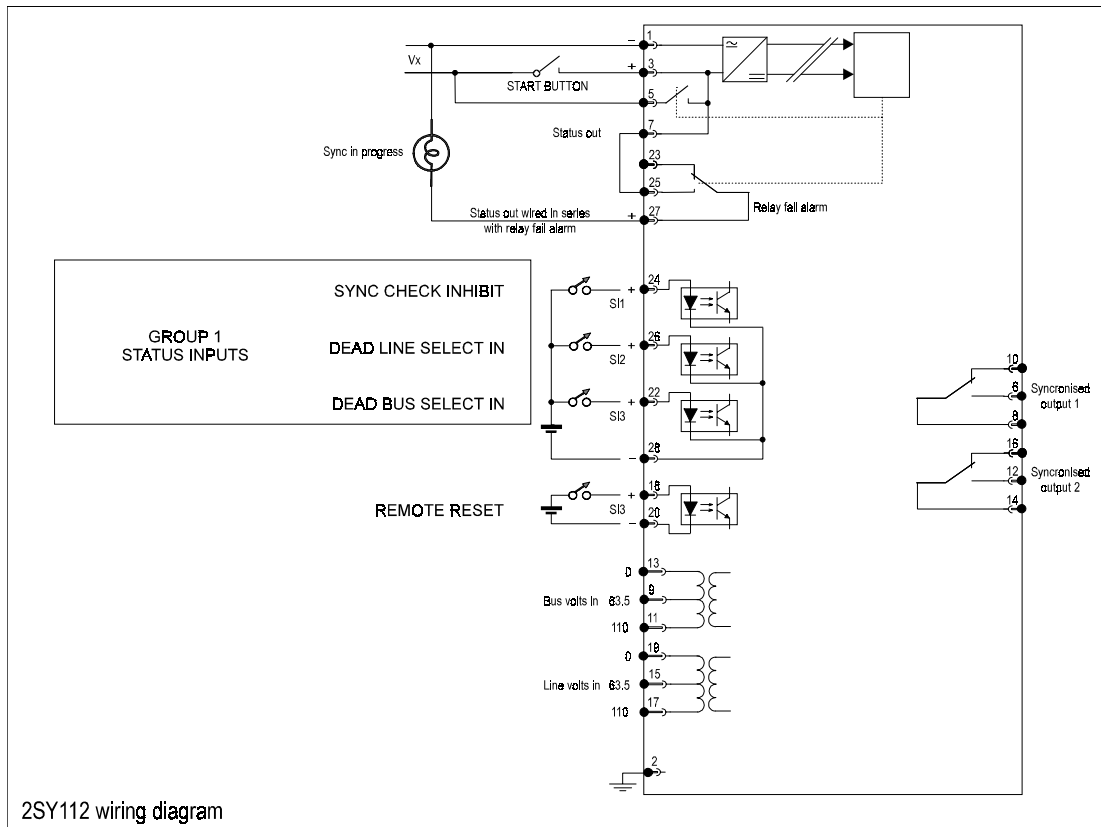 1
Vx
−
+
3
START BUTTON
5
Status out
7
Sync in progress
23
25
Relay fail alarm
Status out wired in series
with relay fail alarm
+
27
GROUP 1
STATUS INPUTS
SYNC CHECK INHIBIT
SI1
+
24
DEAD LINE SELECT IN
SI2
+
26
DEAD BUS SELECT IN
SI3
+
22
−
28
REMOTE RESET
SI3
+
18
−
20
10
6
8
Syncronised
output 1
16
12
14
Syncronised
output 2
0
13
Bus volts in
63.5
9
110
11
0
19
Line volts in
63.5
15
110
17
2
2SY112 wiring diagram